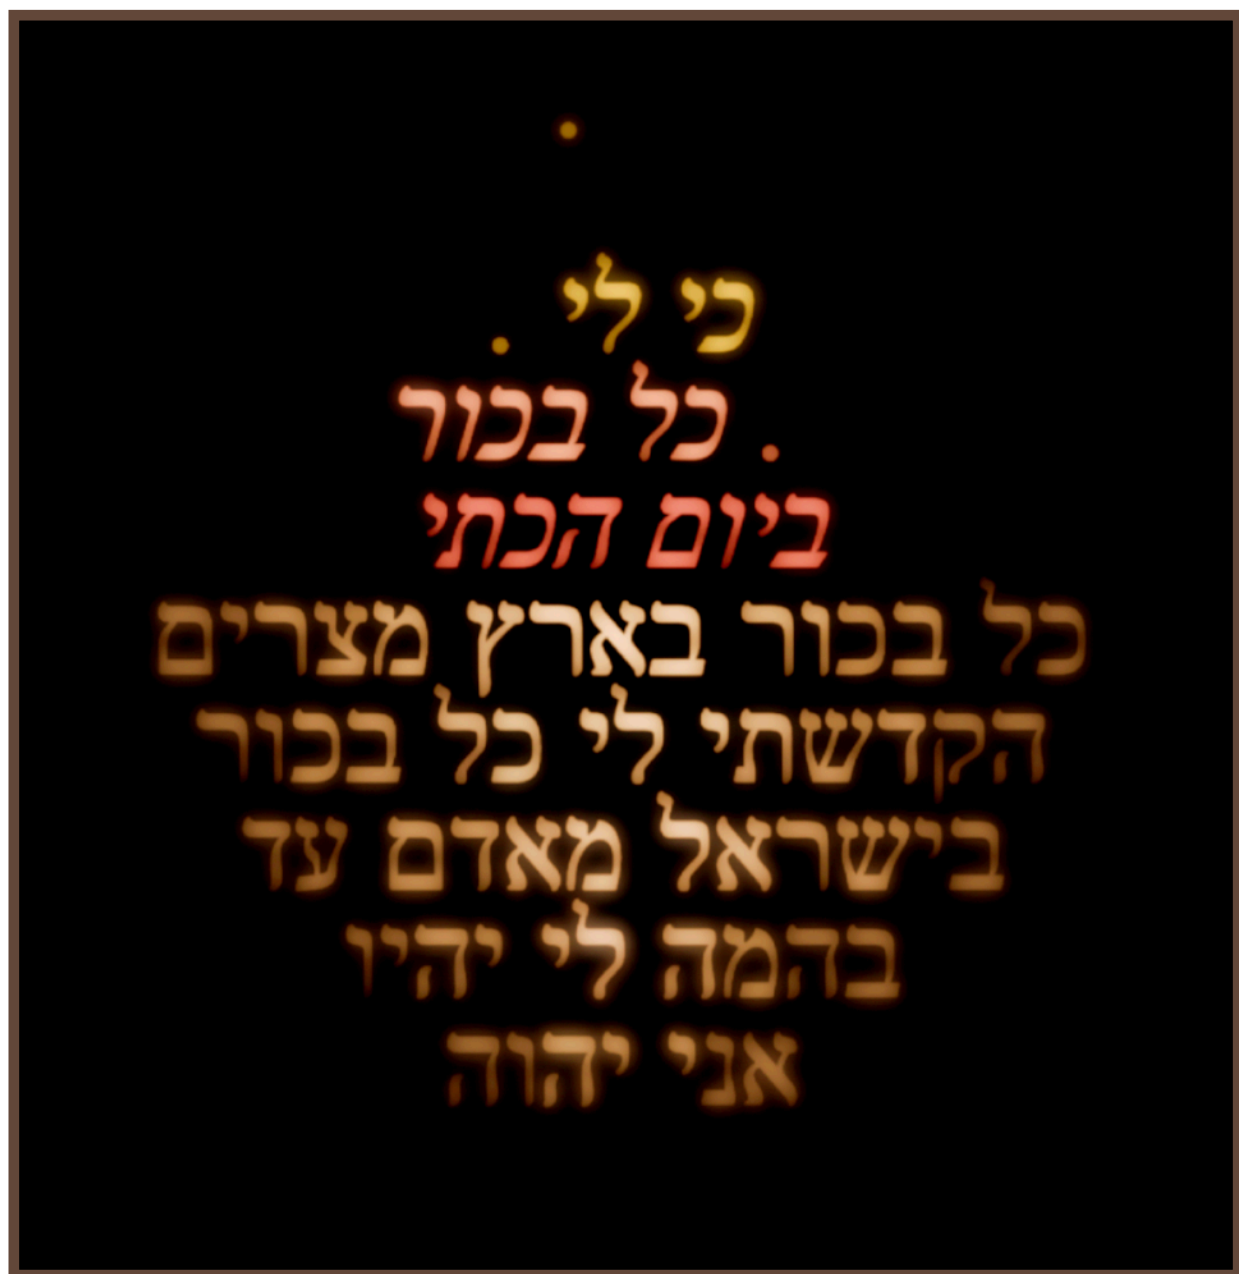 .
כי לי .
. כל בכור
ביום הכתי
כל בכור בארץ מצרים
הקדשתי לי כל בכור
בישראל מאדם עד
בהמה לי יהיו
אני יהוה